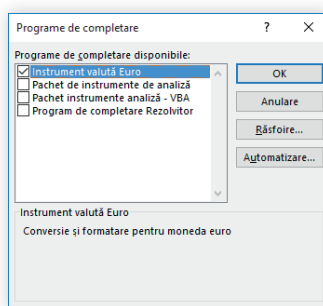 Programe de completare ?
Programe de completare disponibile:
Instrument valută Euro
Pachet de instrumente de analiză
Pachet instrumente analiză - VBA
Program de completare Rezolvitor
OK
Anulare
Răsfoire...
Automatizare...
Instrument valută Euro
Conversie și formatare pentru moneda euro